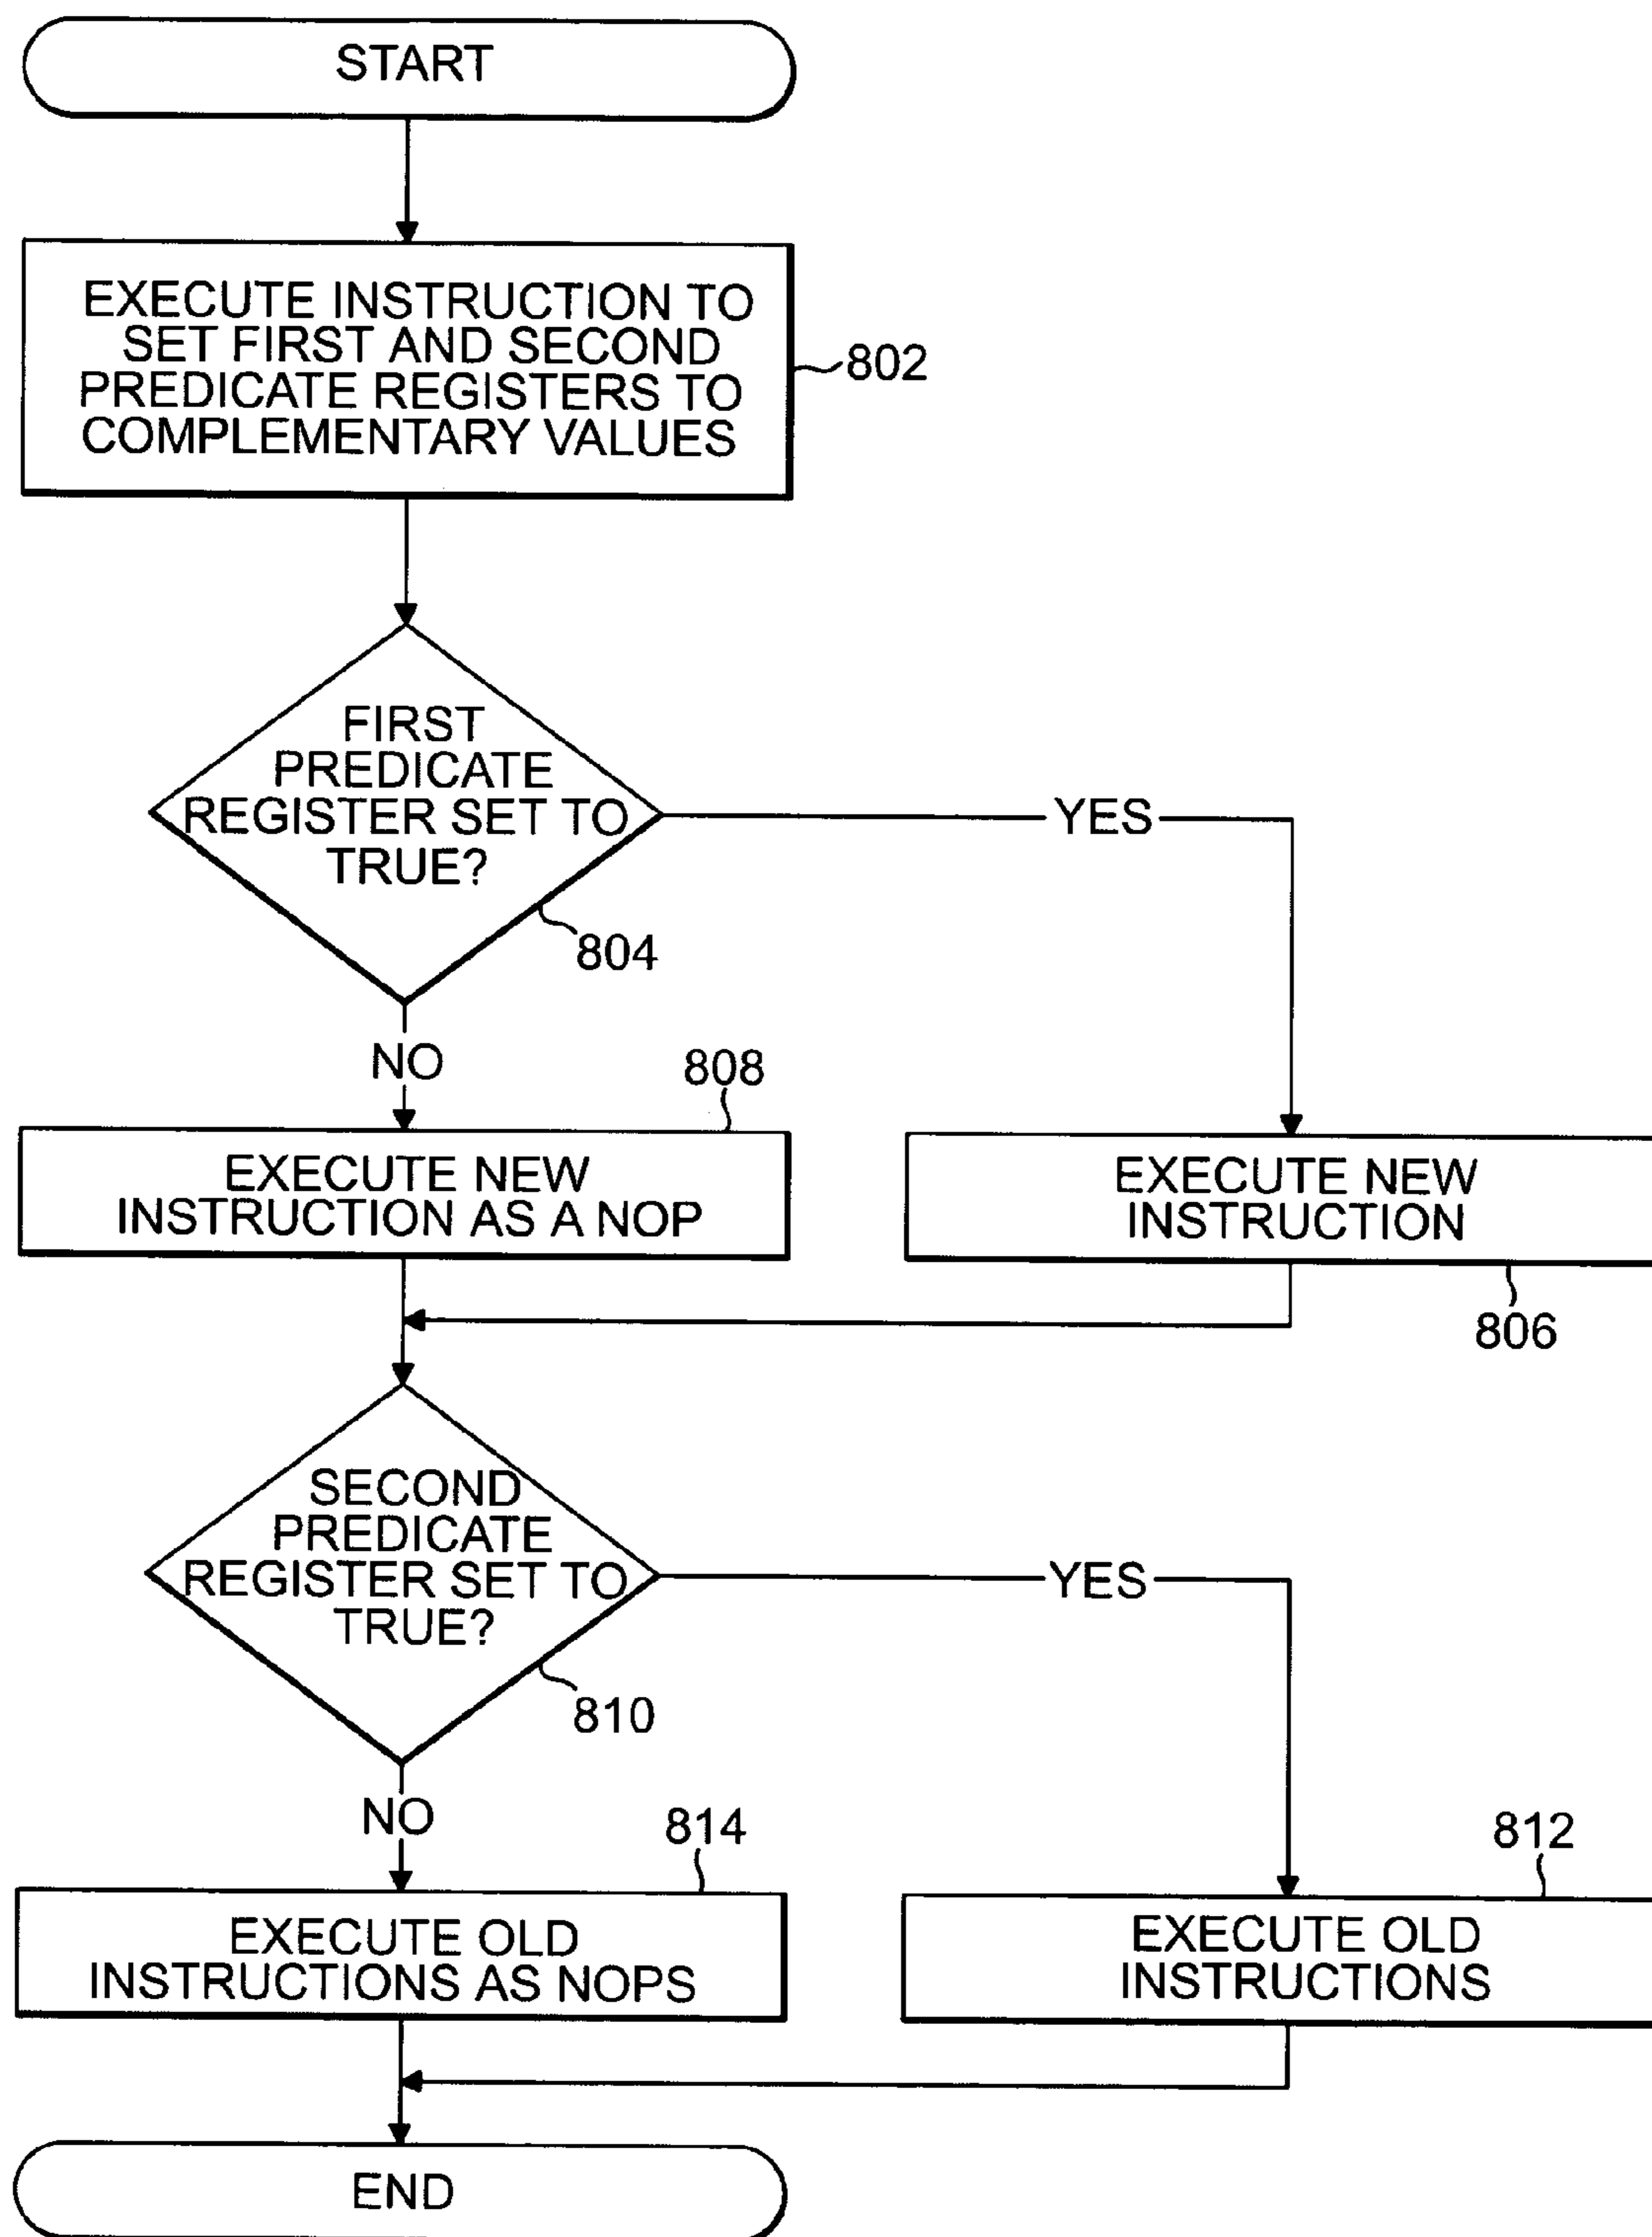 START
EXECUTE INSTRUCTION TO
SET FIRST AND SECOND
PREDICATE REGISTERS TO
COMPLEMENTARY VALUES
802
FIRST
PREDICATE
REGISTER SET TO
TRUE?
YES
804
NO
808
EXECUTE NEW
INSTRUCTION AS A NOP
EXECUTE NEW
INSTRUCTION
806
SECOND
PREDICATE
REGISTER SET TO
TRUE?
YES
810
NO
814
812
EXECUTE OLD
INSTRUCTIONS AS NOPS
EXECUTE OLD
INSTRUCTIONS
END